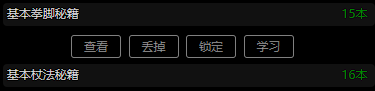 基本拳脚秘籍 15本
查看 丢掉 锁定 学习
基本杖法秘籍 16本